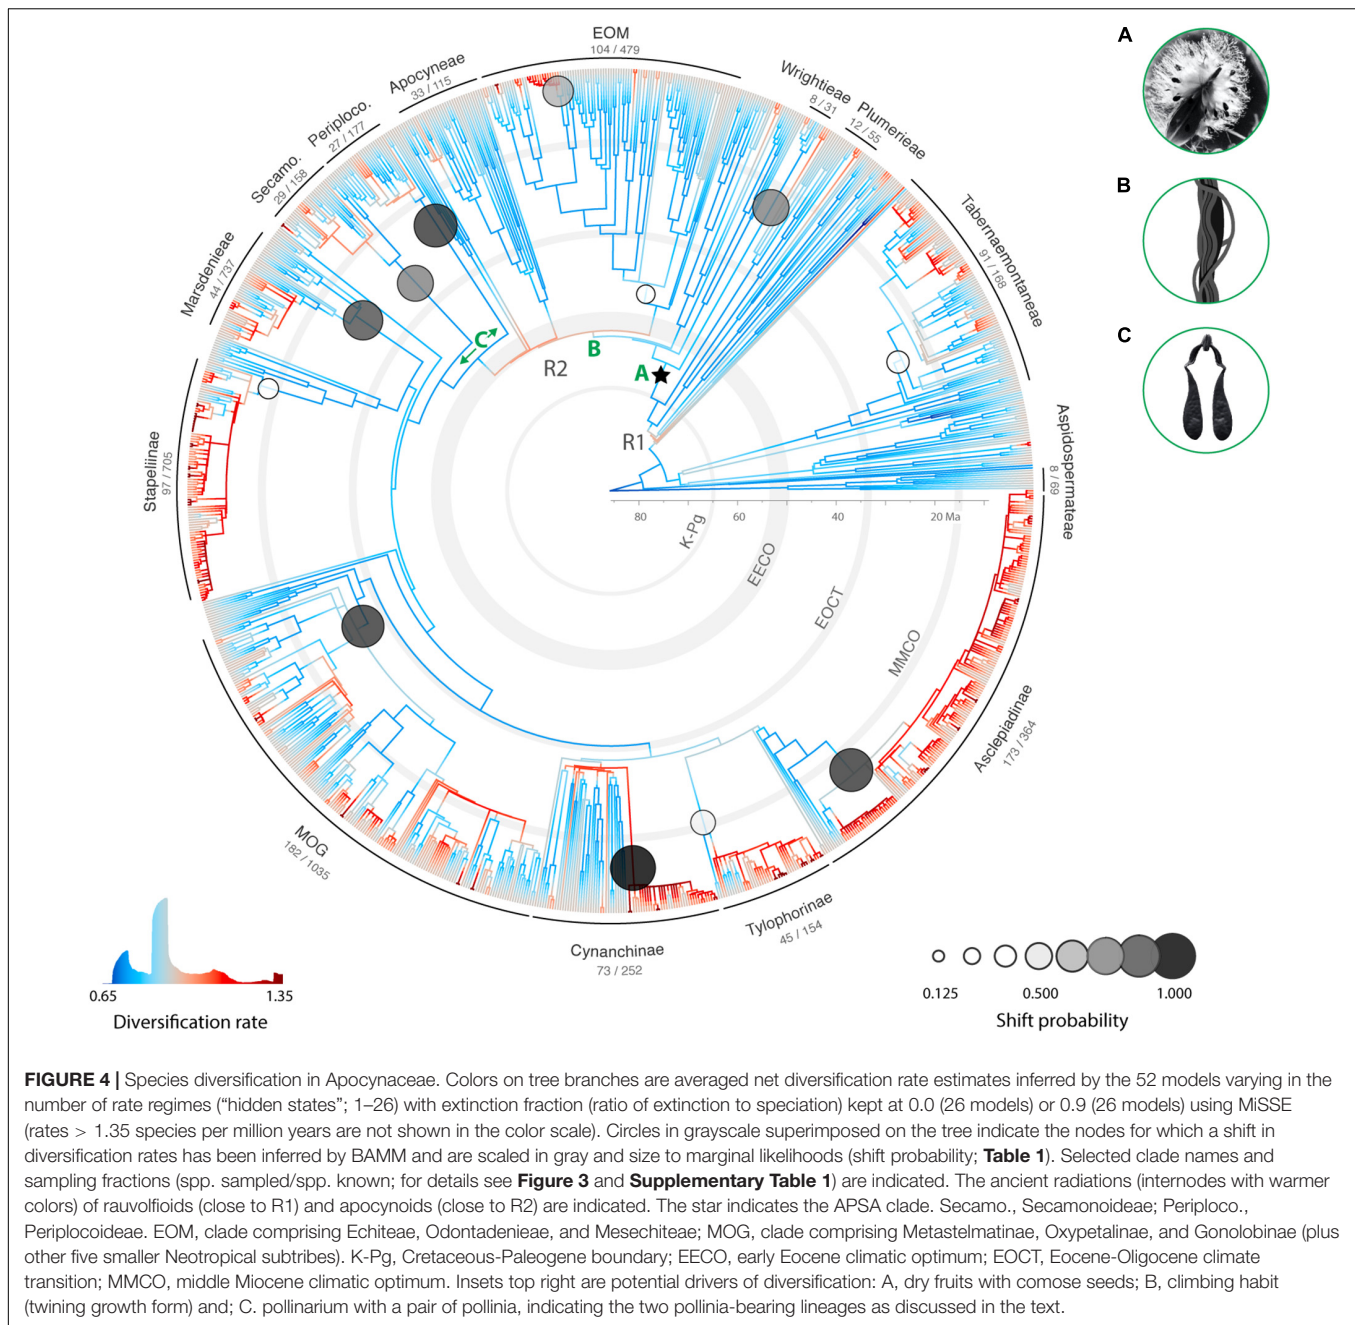 EOM
104 / 479
Apocyneae
33 / 115
Periploco.
27 / 177
Secamo.
29 / 158
Marsdenieae
44 / 737
Stapeliinae
97 / 705
MOG
182 / 1035
Cynanchinae
73 / 252
Tylophorinae
45 / 154
Asclepiadinae
173 / 364
Aspidospermateae
8 / 69
Tabernaemontaneae
91 / 168
Plumerieae
12 / 55
Wrightieae
8 / 31
A
B
C
C
B
A
R2
R1
80
60
40
20 Ma
K-Pg
EECO
EOCT
MMCO
0.65
1.35
Diversification rate
0.125
0.500
1.000
Shift probability
FIGURE 4 | Species diversification in Apocynaceae. Colors on tree branches are averaged net diversification rate estimates inferred by the 52 models varying in the
number of rate regimes (“hidden states”; 1–26) with extinction fraction (ratio of extinction to speciation) kept at 0.0 (26 models) or 0.9 (26 models) using MiSSE
(rates > 1.35 species per million years are not shown in the color scale). Circles in grayscale superimposed on the tree indicate the nodes for which a shift in
diversification rates has been inferred by BAMM and are scaled in gray and size to marginal likelihoods (shift probability; Table 1). Selected clade names and
sampling fractions (spp. sampled/spp. known; for details see Figure 3 and Supplementary Table 1) are indicated. The ancient radiations (internodes with warmer
colors) of rauvolfioids (close to R1) and apocynoids (close to R2) are indicated. The star indicates the APSA clade. Secamo., Secamonoideae; Periploco.,
Periplocoideae. EOM, clade comprising Echiteae, Odontadenieae, and Mesechiteae; MOG, clade comprising Metastelmatinae, Oxypetalinae, and Gonolobinae (plus
other five smaller Neotropical subtribes). K-Pg, Cretaceous-Paleogene boundary; EECO, early Eocene climatic optimum; EOCT, Eocene-Oligocene climate
transition; MMCO, middle Miocene climatic optimum. Insets top right are potential drivers of diversification: A, dry fruits with comose seeds; B, climbing habit
(twining growth form) and; C. pollinarium with a pair of pollinia, indicating the two pollinia-bearing lineages as discussed in the text.